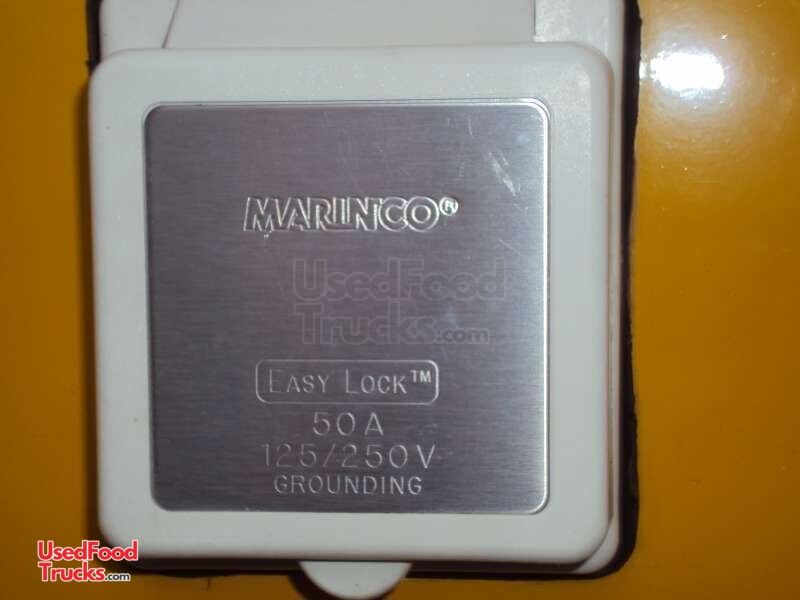 MARINCO®
UsedFood
Trucks.com
EASY LOCK™
50A
125/250V
GROUNDING
UsedFood
Trucks.com